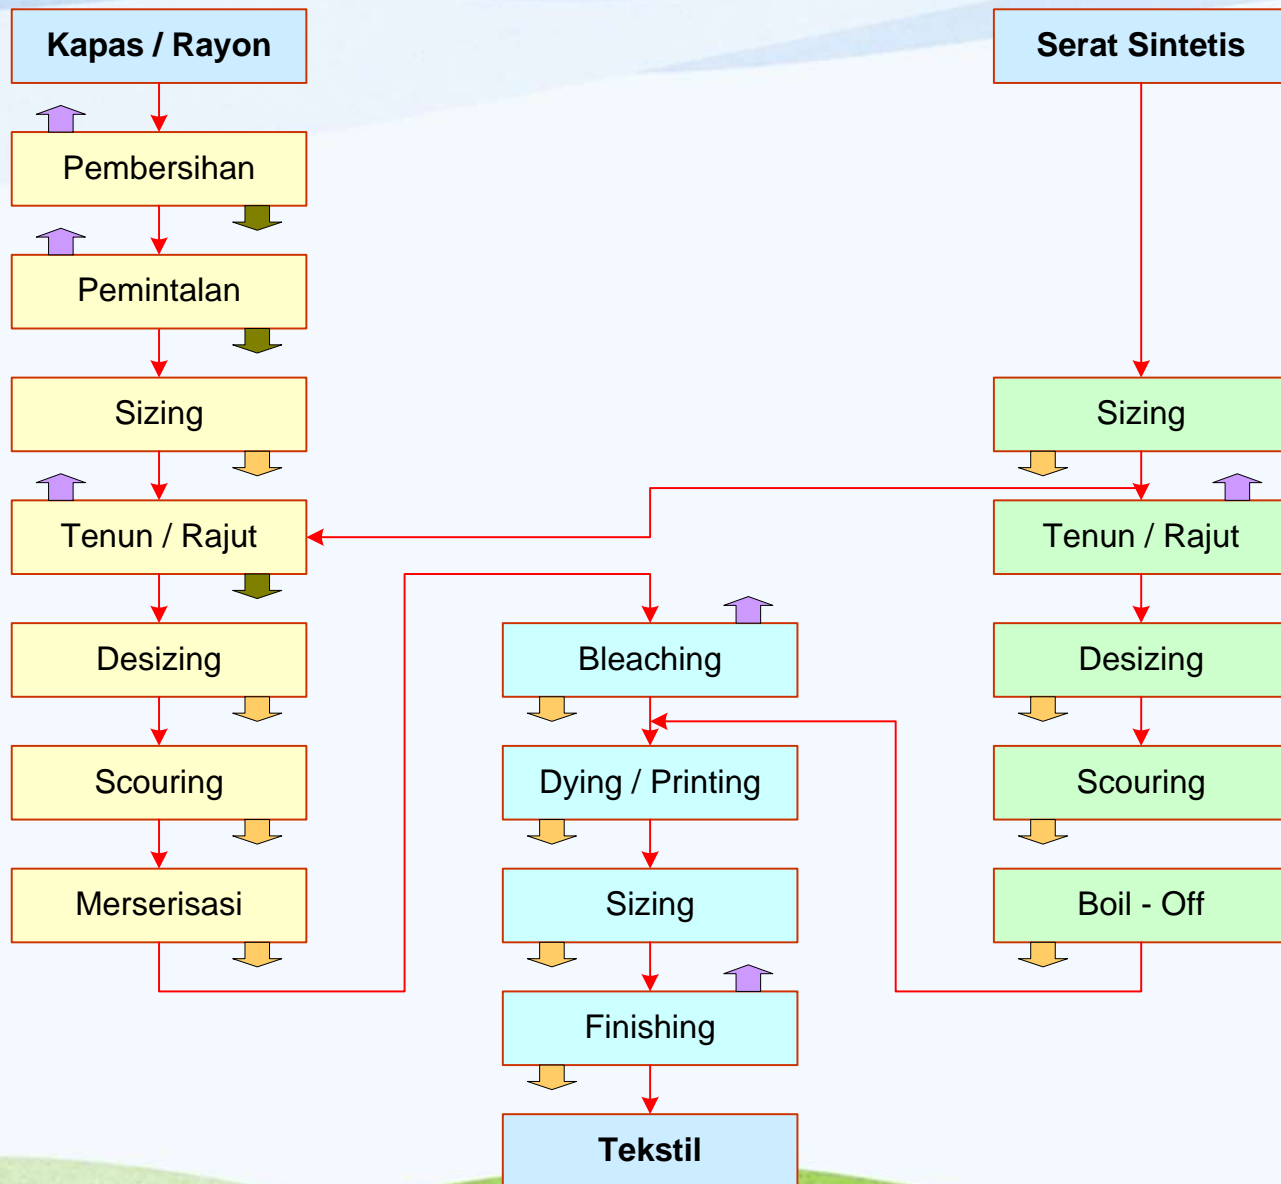 Kapas / Rayon
Pembersihan
Pemintalan
Sizing
Tenun / Rajut
Desizing
Scouring
Merserisasi
Bleaching
Dying / Printing
Sizing
Finishing
Tekstil
Serat Sintetis
Sizing
Tenun / Rajut
Desizing
Scouring
Boil - Off